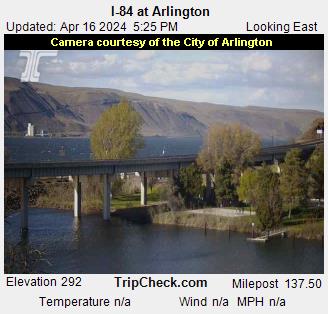 I-84 at Arlington
Updated: Apr 16 2024 5:25 PM Looking East
Camera courtesy of the City of Arlington
Elevation 292 TripCheck.com Milepost 137.50
Temperature n/a Wind n/a MPH n/a